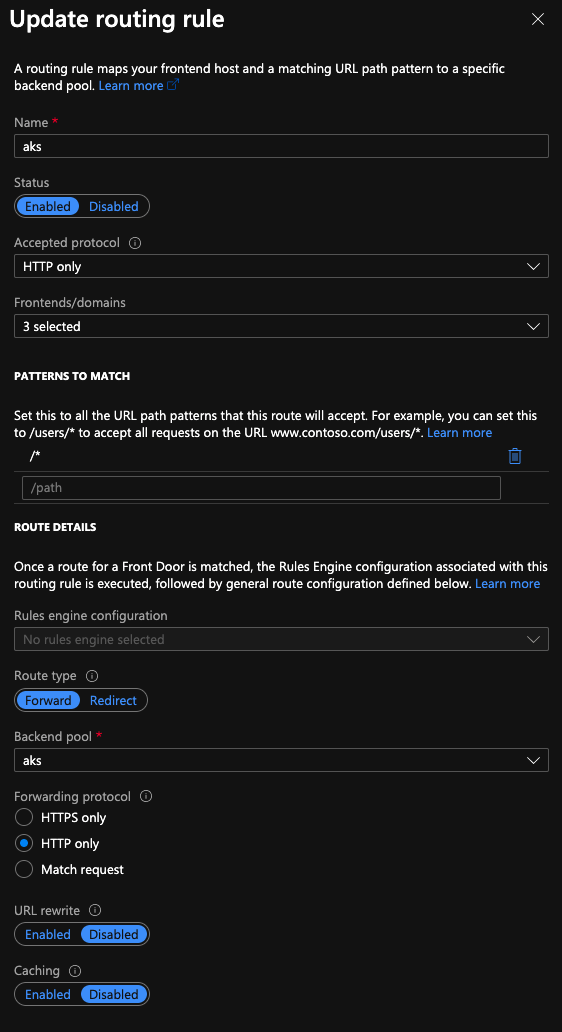 Update routing rule
A routing rule maps your frontend host and a matching URL path pattern to a specific
backend pool. Learn more
Name *
aks
Status
Enabled Disabled
Accepted protocol
HTTP only
Frontends/domains
3 selected
PATTERNS TO MATCH
Set this to all the URL path patterns that this route will accept. For example, you can set this
to /users/* to accept all requests on the URL www.contoso.com/users/*. Learn more
/*
/path
ROUTE DETAILS
Once a route for a Front Door is matched, the Rules Engine configuration associated with this
routing rule is executed, followed by general route configuration defined below. Learn more
Rules engine configuration
No rules engine selected
Route type
Forward Redirect
Backend pool *
aks
Forwarding protocol
HTTPS only
HTTP only
Match request
URL rewrite
Enabled Disabled
Caching
Enabled Disabled